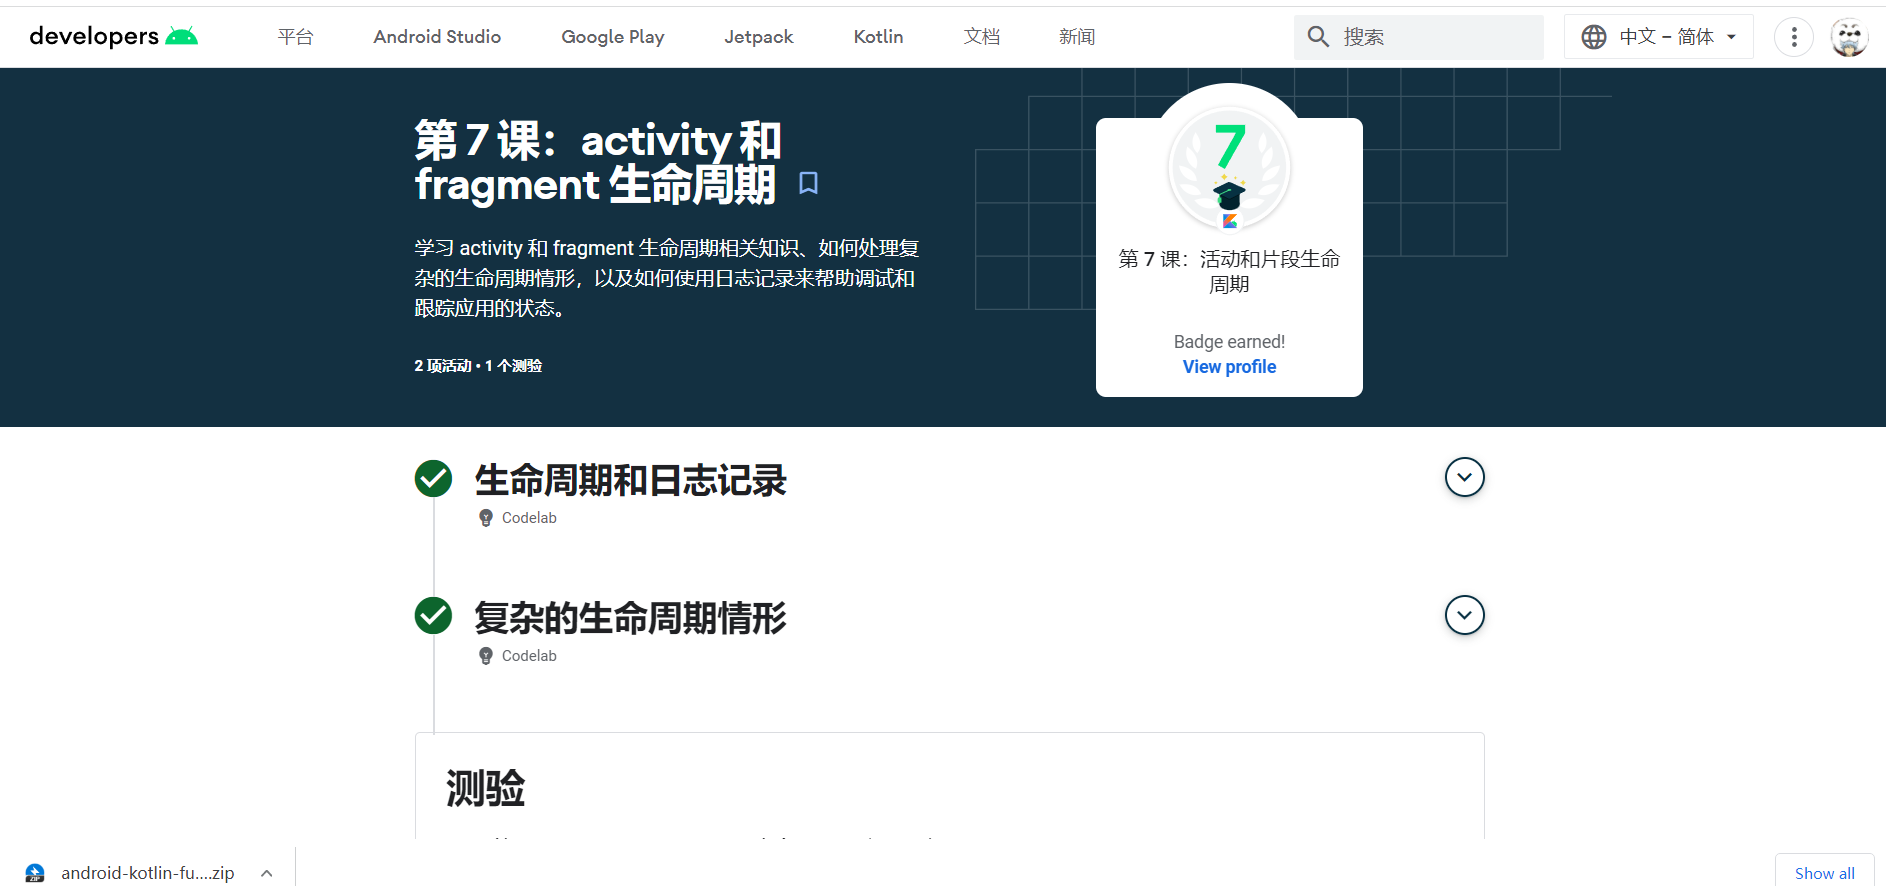 developers
平台
Android Studio
Google Play
Jetpack
Kotlin
文档
新闻
搜索
中文 – 简体
第 7 课：activity 和
fragment 生命周期
学习 activity 和 fragment 生命周期相关知识、如何处理复
杂的生命周期情形，以及如何使用日志记录来帮助调试和
跟踪应用的状态。
2 项活动 • 1 个测验
7
第 7 课：活动和片段生命
周期
Badge earned!
View profile
生命周期和日志记录
Codelab
复杂的生命周期情形
Codelab
测验
ZIP
android-kotlin-fu....zip
Show all